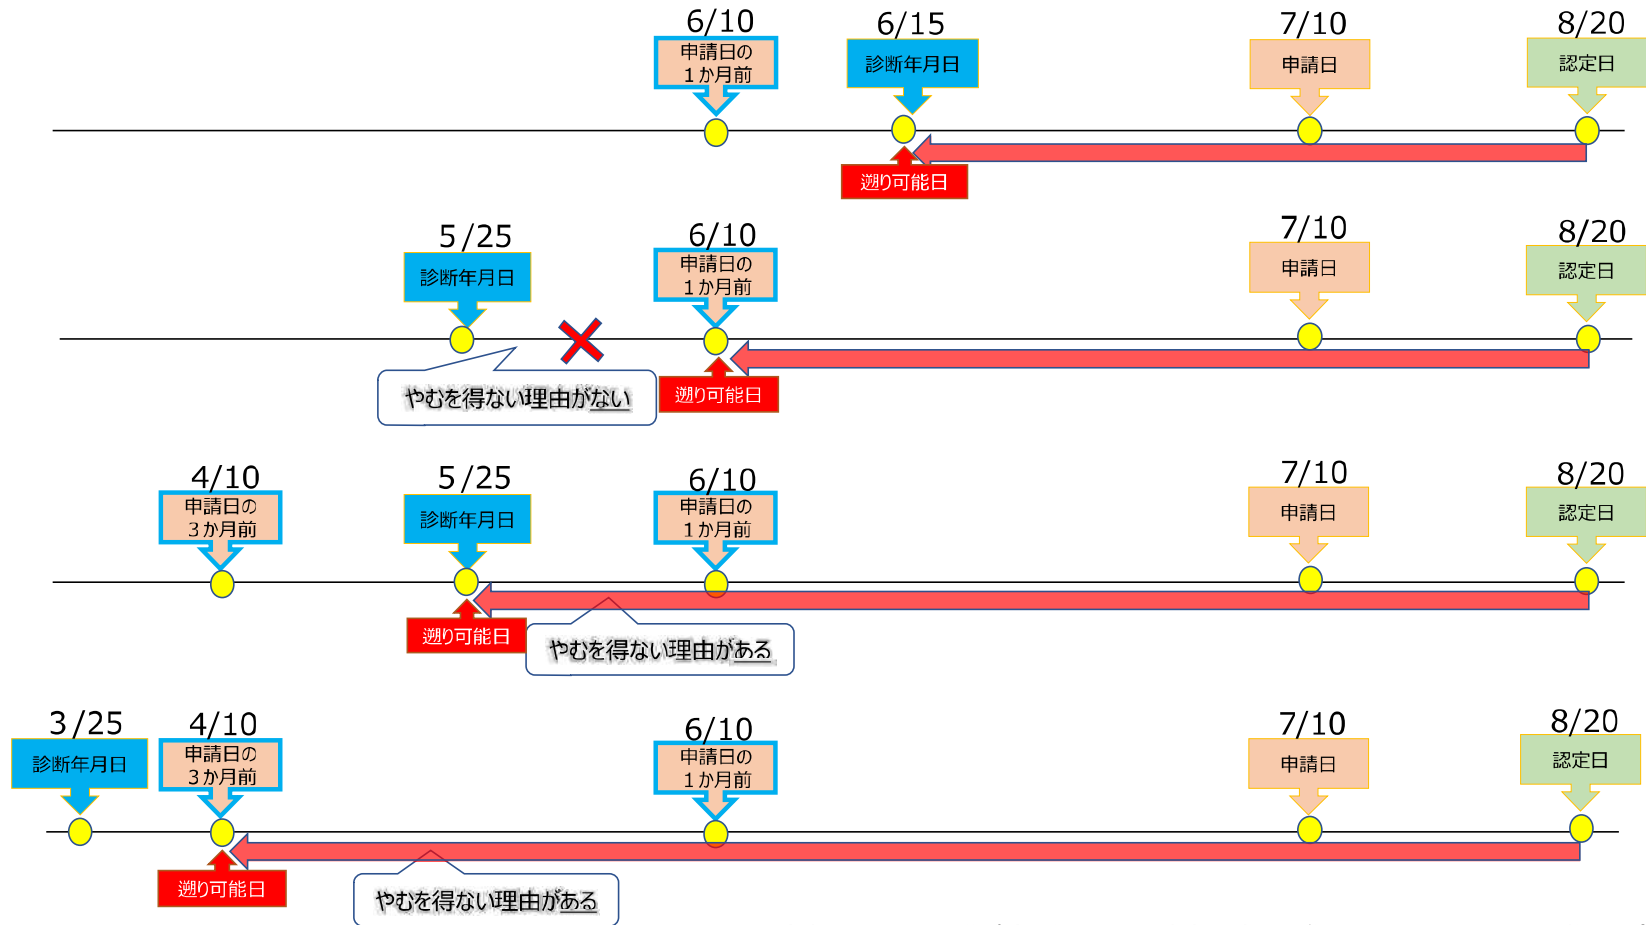 6/10
6/15
7/10
8/20
申請日の
１か月前
診断年月日
申請日
認定日
遡り可能日
5/25
6/10
7/10
8/20
診断年月日
申請日の
１か月前
申請日
認定日
やむを得ない理由がない
遡り可能日
4/10
5/25
6/10
7/10
8/20
申請日の
３か月前
診断年月日
申請日の
１か月前
申請日
認定日
遡り可能日
やむを得ない理由がある
3/25
4/10
6/10
7/10
8/20
診断年月日
申請日の
３か月前
申請日の
１か月前
申請日
認定日
遡り可能日
やむを得ない理由がある